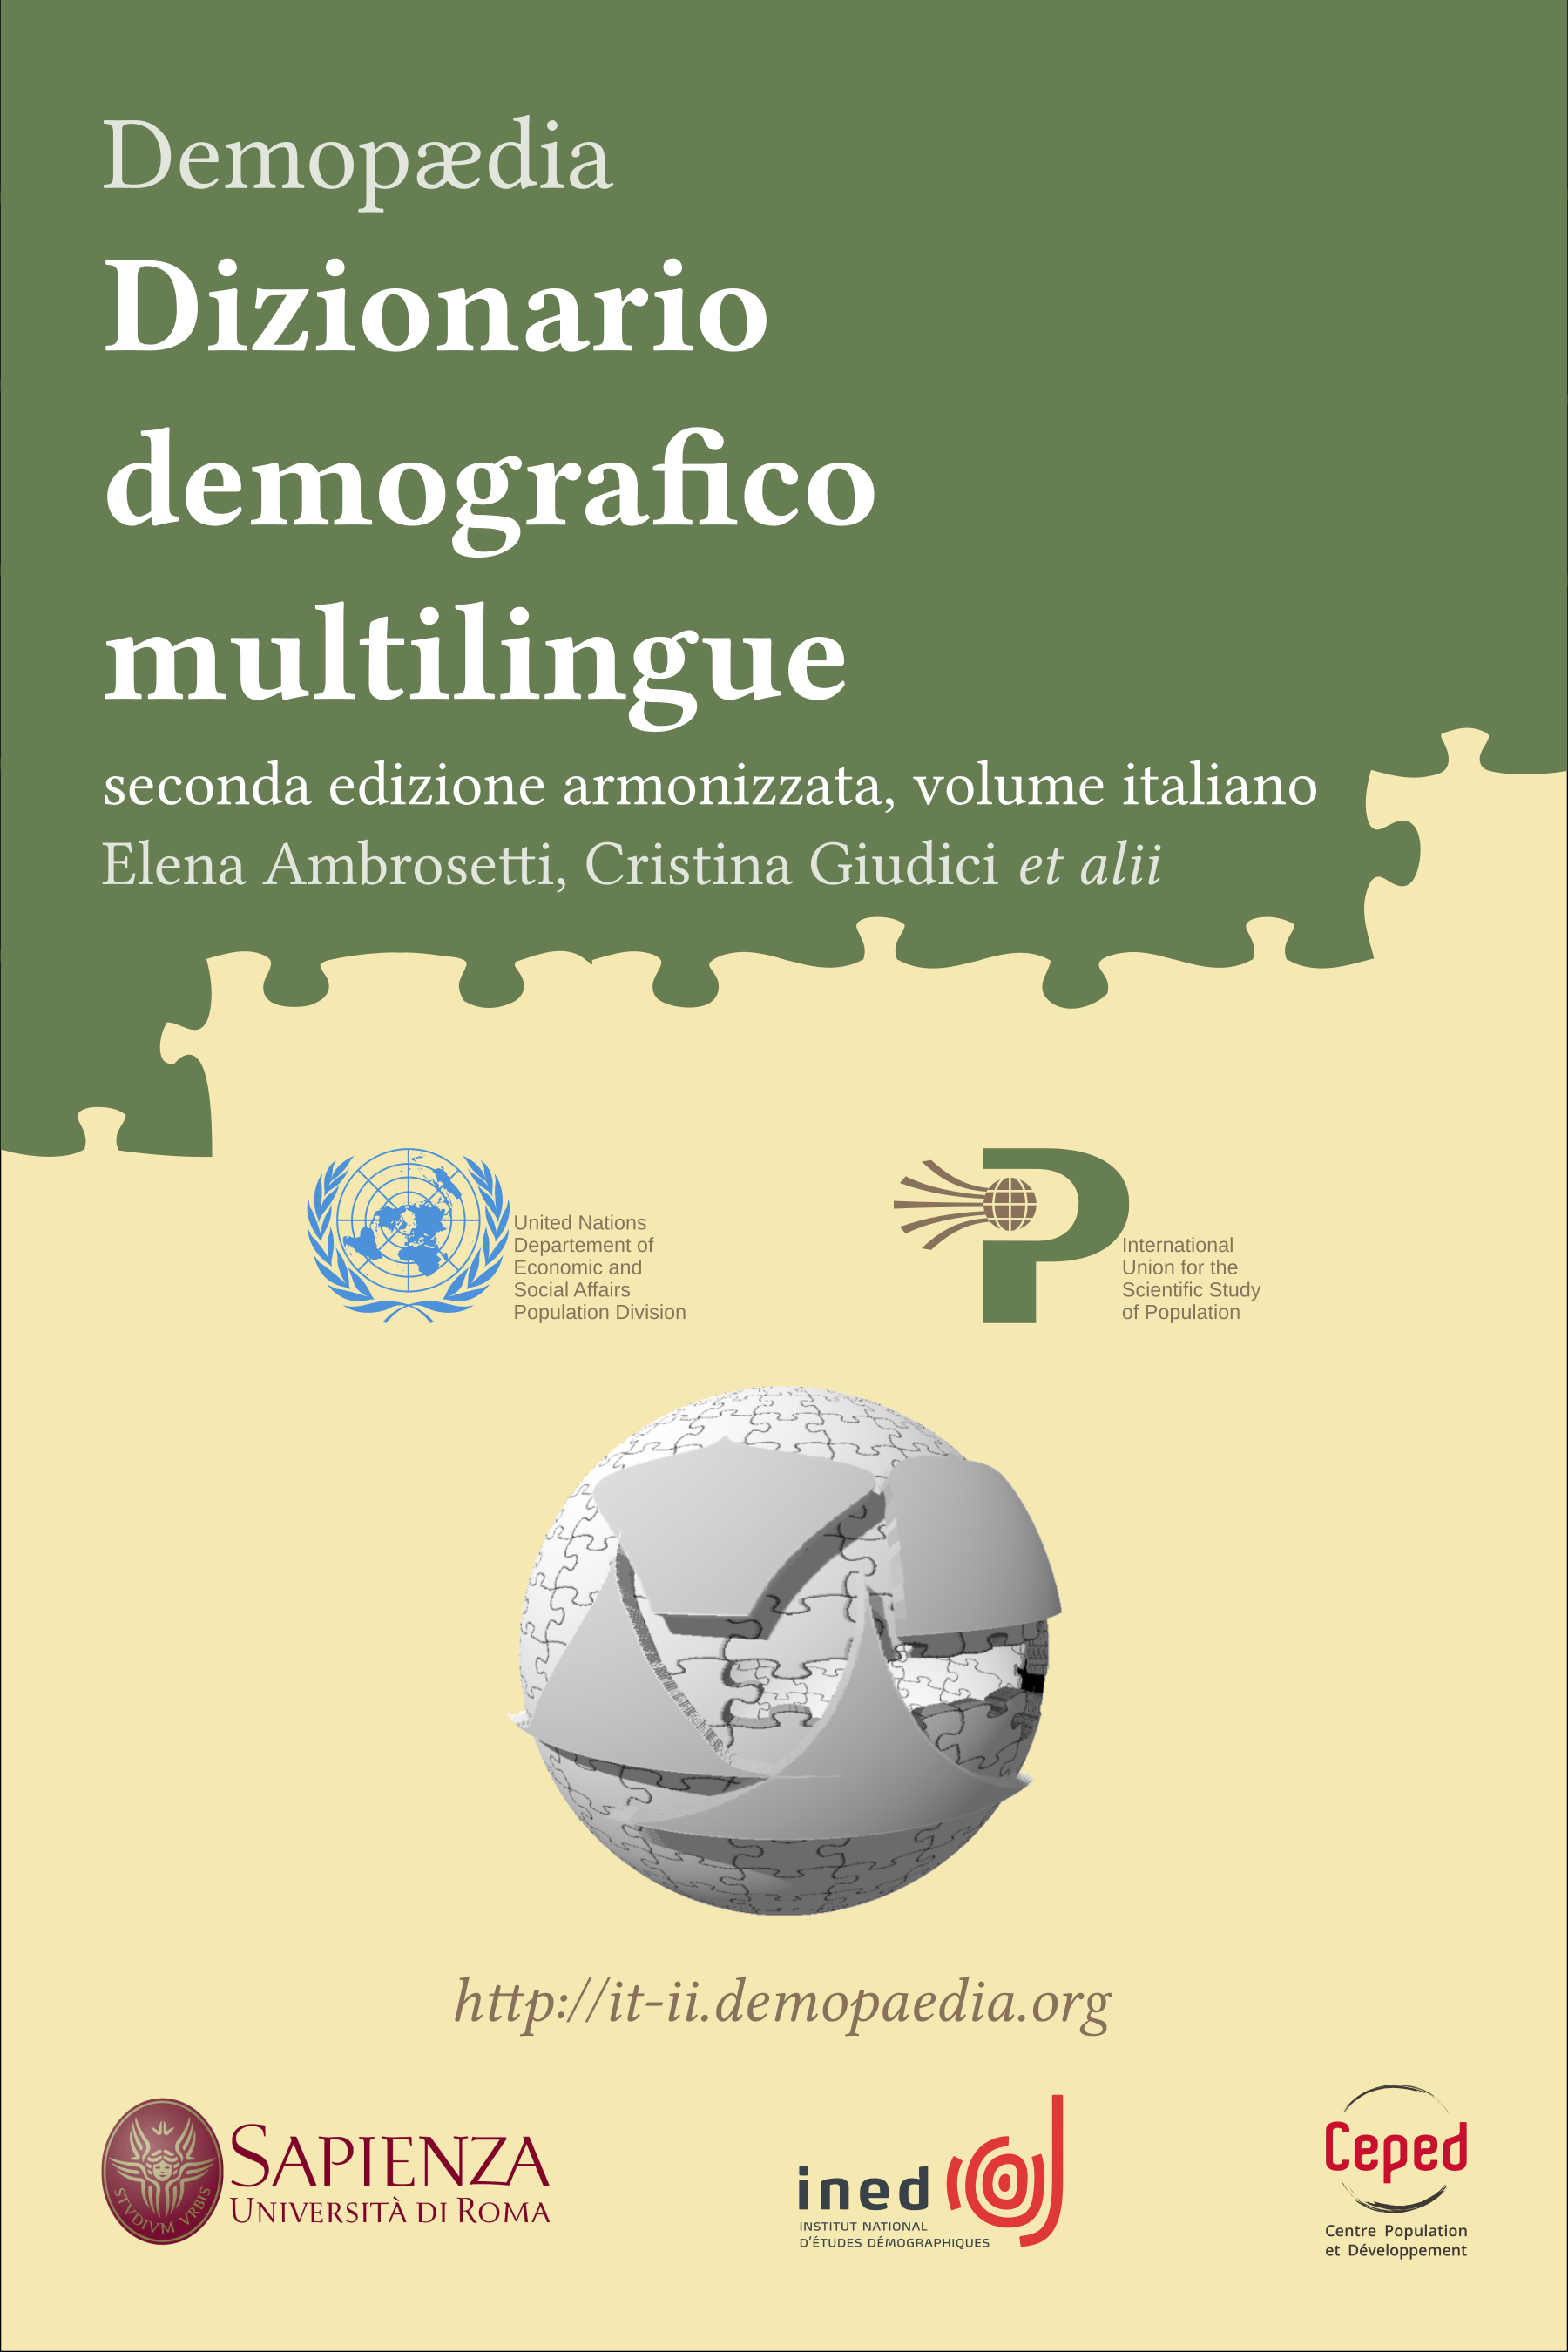 Demopædia
Dizionario
demografico
multilingue
seconda edizione armonizzata, volume italiano
Elena Ambrosetti, Cristina Giudici et alii
United Nations
Departement of
Economic and
Social Affairs
Population Division
International
Union for the
Scientific Study
of Population
http://it-ii.demopaedia.org
STVDIVM VRBIS
SAPIENZA
UNIVERSITÀ DI ROMA
ined
INSTITUT NATIONAL
D'ÉTUDES DÉMOGRAPHIQUES
Ceped
Centre Population
et Développement